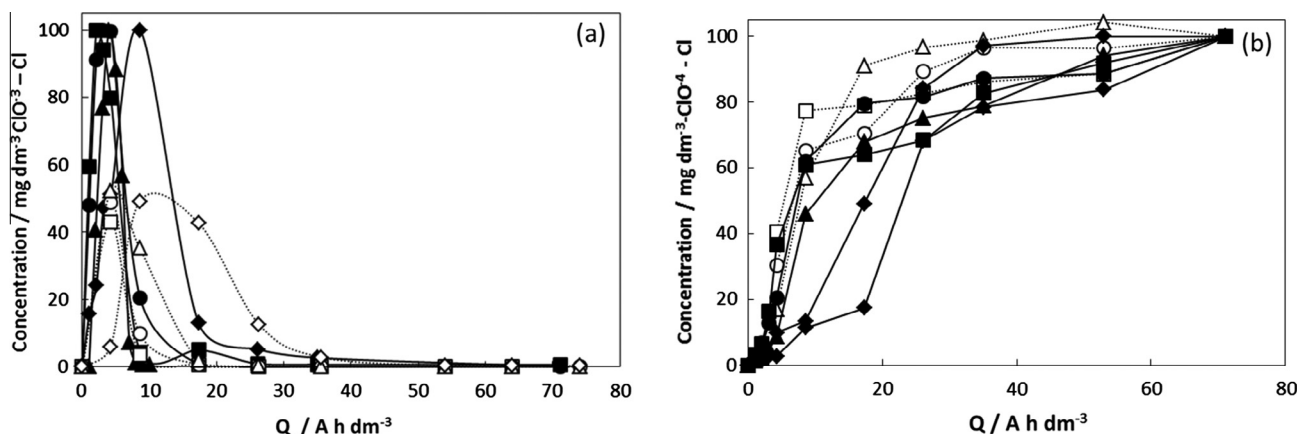 (a)
Concentration / mg dm⁻³ ClO⁻³ – Cl
100
80
60
40
20
0
0 10 20 30 40 50 60 70 80
Q / A h dm⁻³
(b)
Concentration / mg dm⁻³-ClO⁻⁴ - Cl
100
80
60
40
20
0
0 20 40 60 80
Q / A h dm⁻³